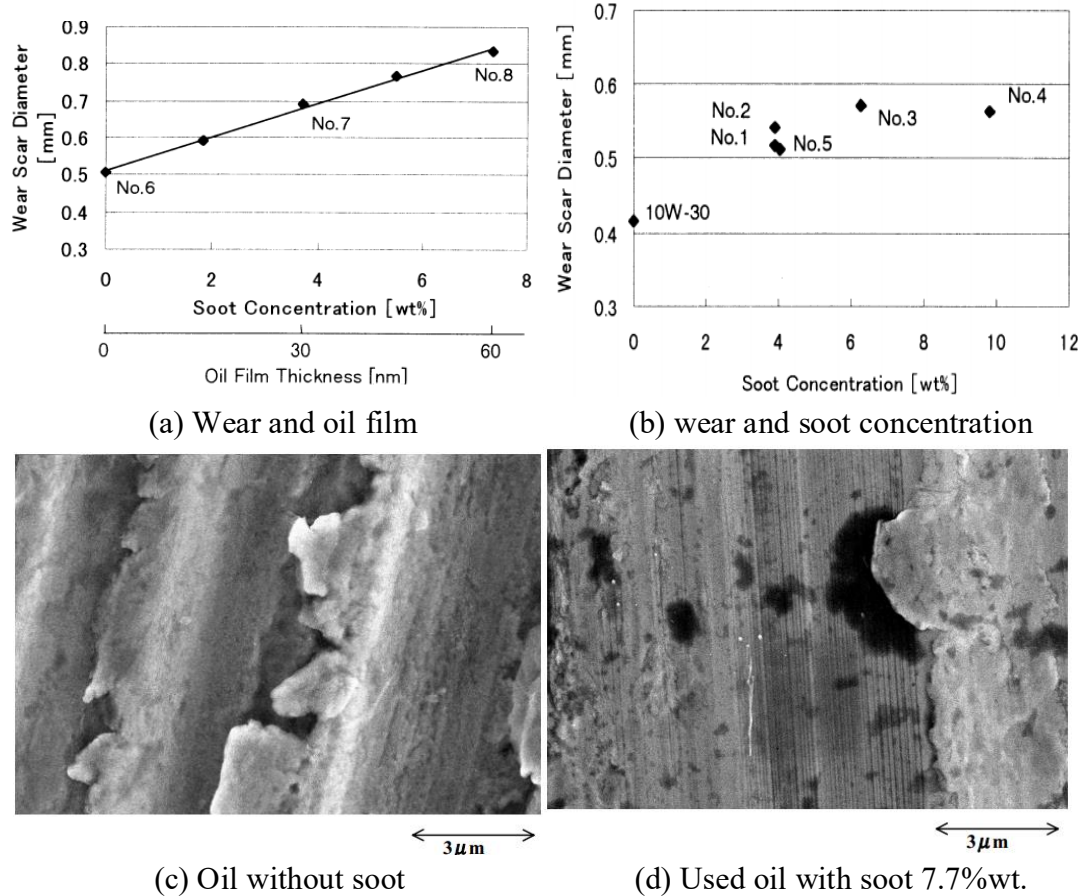 Wear Scar Diameter
[mm]
0.9
0.8
0.7
0.6
0.5
0.4
0.3
No.6
No.7
No.8
0 2 4 6 8
Soot Concentration [wt%]
0 30 60
Oil Film Thickness [nm]
(a) Wear and oil film
Wear Scar Diameter [mm]
0.7
0.6
0.5
0.4
0.3
No.2
No.1
No.5
No.3
No.4
10W-30
0 2 4 6 8 10 12
Soot Concentration [wt%]
(b) wear and soot concentration
3μm
(c) Oil without soot
3μm
(d) Used oil with soot 7.7%wt.